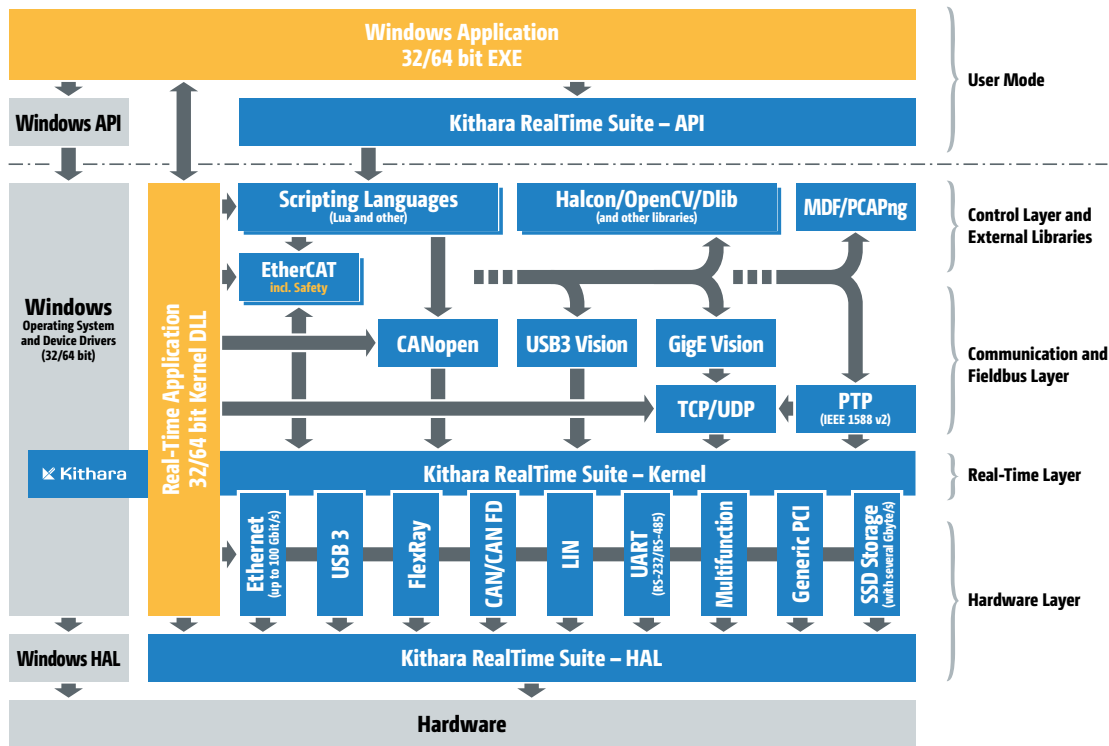 Windows Application
32/64 bit EXE
User Mode
Windows API
Kithara RealTime Suite – API
Scripting Languages
(Lua and other)
Halcon/OpenCV/Dlib
(and other libraries)
MDF/PCAPng
Control Layer and
External Libraries
EtherCAT
incl. Safety
Windows
Operating System
and Device Drivers
(32/64 bit)
Real-Time Application
32/64 bit Kernel DLL
CANopen
USB3 Vision
GigE Vision
Communication and
Fieldbus Layer
TCP/UDP
PTP
(IEEE 1588 v2)
Kithara
Kithara RealTime Suite – Kernel
Real-Time Layer
Ethernet
(up to 100 Gbit/s)
USB 3
FlexRay
CAN/CAN FD
LIN
UART
(RS-232/RS-485)
Multifunction
Generic PCI
SSD Storage
(with several Gbyte/s)
Hardware Layer
Windows HAL
Kithara RealTime Suite – HAL
Hardware